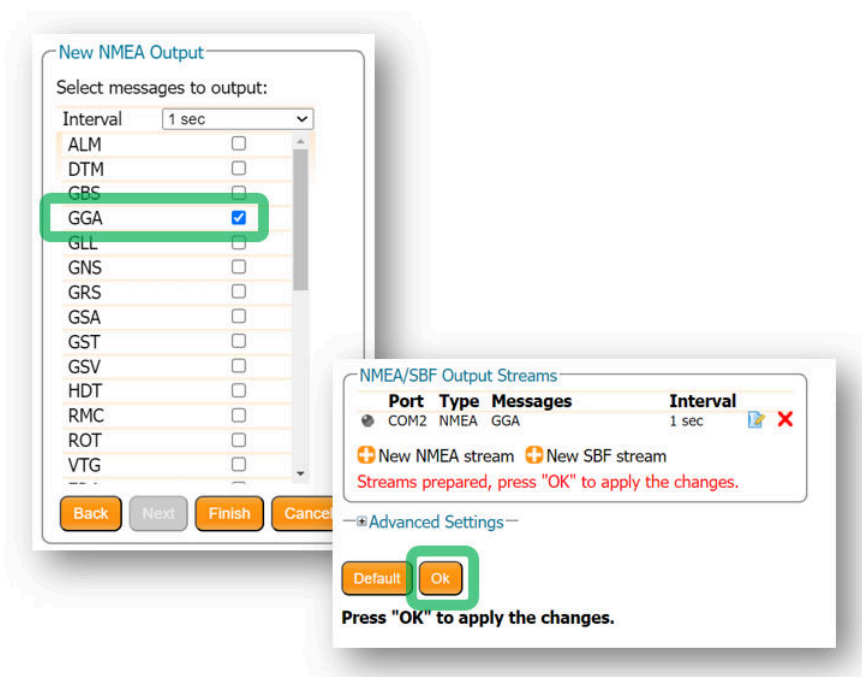 New NMEA Output
Select messages to output:
Interval 1 sec
ALM
DTM
GBS
GGA
GLL
GNS
GRS
GSA
GST
GSV
HDT
RMC
ROT
VTG
Back Next Finish Cancel
NMEA/SBF Output Streams
Port Type Messages Interval
COM2 NMEA GGA 1 sec
New NMEA stream New SBF stream
Streams prepared, press "OK" to apply the changes.
Advanced Settings
Default Ok
Press "OK" to apply the changes.